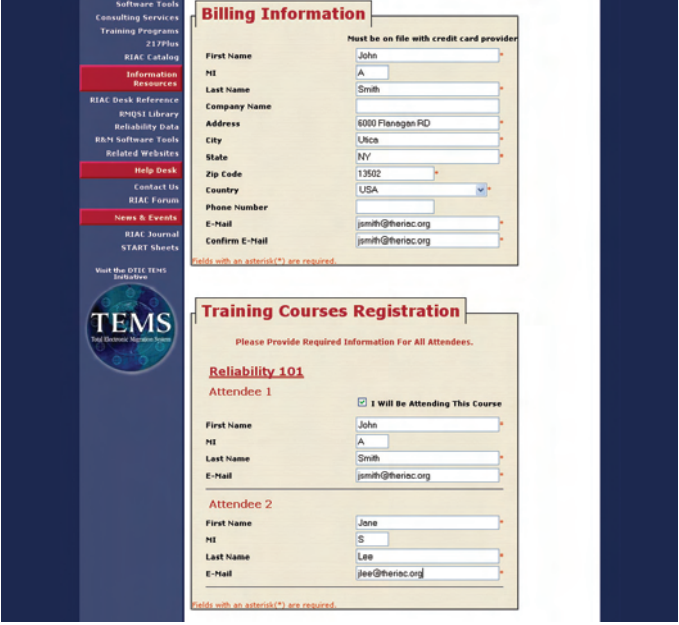 Software Tools
Consulting Services
Training Programs
217Plus
RIAC Catalog
Information
Resources
RIAC Desk Reference
RMQSI Library
Reliability Data
R&M Software Tools
Related Websites
Help Desk
Contact Us
RIAC Forum
News & Events
RIAC Journal
START Sheets
Visit the DTIC TEMS
Initiative
TEMS
Total Electronic Migration System
Billing Information
Must be on file with credit card provider
First Name John *
MI A
Last Name Smith *
Company Name
Address 6000 Flanagan RD *
City Utica *
State NY *
Zip Code 13502 *
Country USA *
Phone Number
E-Mail jsmith@theriac.org *
Confirm E-Mail jsmith@theriac.org *
Fields with an asterisk(*) are required.
Training Courses Registration
Please Provide Required Information For All Attendees.
Reliability 101
Attendee 1
I Will Be Attending This Course
First Name John *
MI A
Last Name Smith *
E-Mail jsmith@theriac.org *
Attendee 2
First Name Jane *
MI S
Last Name Lee *
E-Mail jlee@theriac.org *
Fields with an asterisk(*) are required.